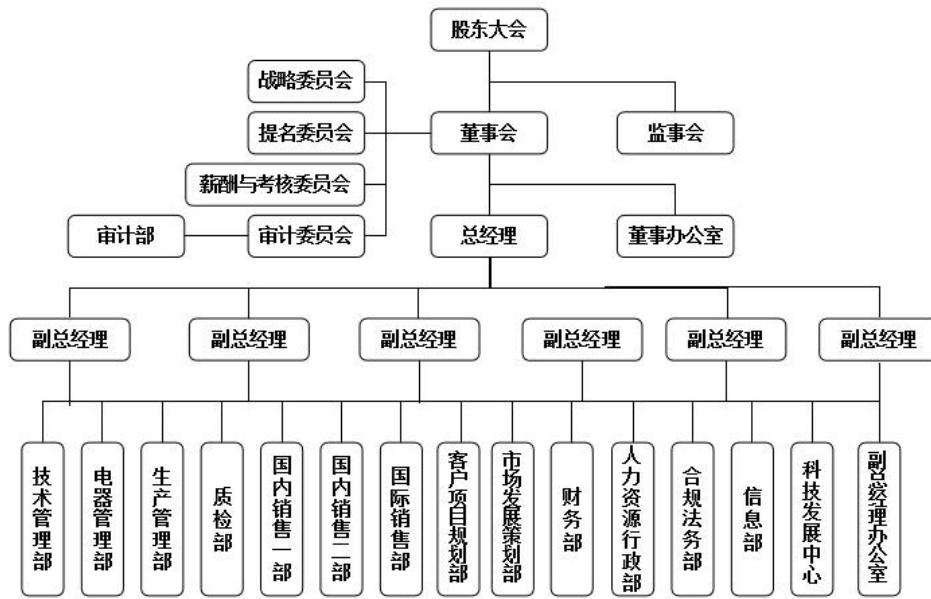 股东大会
战略委员会
提名委员会
董事会
监事会
薪酬与考核委员会
审计部
审计委员会
总经理
董事办公室
副总经理
副总经理
副总经理
副总经理
副总经理
副总经理
技术管理部
电器管理部
生产管理部
质检部
国内销售一部
国内销售二部
国际销售部
客户项目规划部
市场发展策划部
财务部
人力资源行政部
合规法务部
信息部
科技发展中心
副总经理办公室